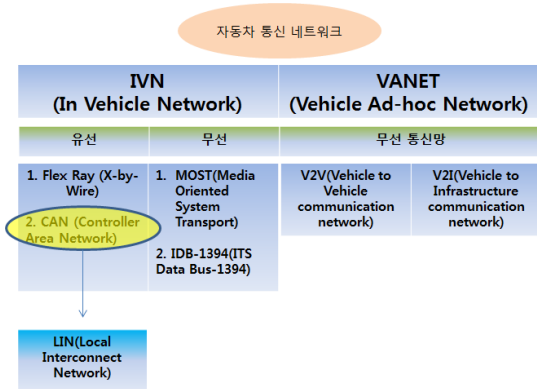 자동차 통신 네트워크
IVN
(In Vehicle Network)
VANET
(Vehicle Ad-hoc Network)
유선
무선
무선 통신망
1. Flex Ray (X-by-
Wire)
2. CAN (Controller
Area Network)
1. MOST(Media
Oriented
System
Transport)
2. IDB-1394(ITS
Data Bus-1394)
V2V(Vehicle to
Vehicle
communication
network)
V2I(Vehicle to
Infrastructure
communication
network)
LIN(Local
Interconnect
Network)